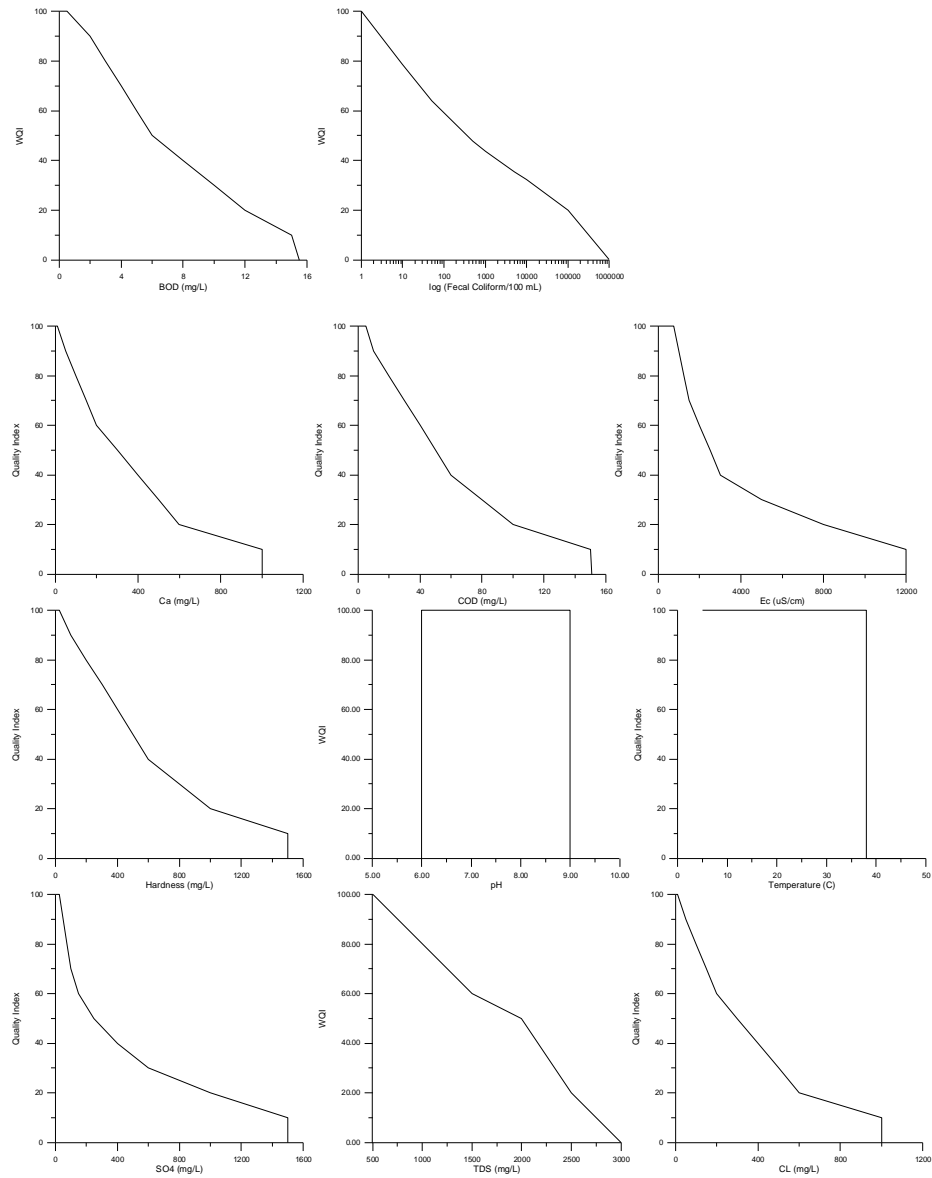 100
80
60
40
20
0
WQI
0 4 8 12 16
BOD (mg/L)
100
80
60
40
20
0
WQI
1 10 100 1000 10000 100000 1000000
log (Fecal Coliform/100 mL)
100
80
60
40
20
0
Quality Index
0 400 800 1200
Ca (mg/L)
100
80
60
40
20
0
Quality Index
0 40 80 120 160
COD (mg/L)
100
80
60
40
20
0
Quality Index
0 4000 8000 12000
Ec (uS/cm)
100
80
60
40
20
0
Quality Index
0 400 800 1200 1600
Hardness (mg/L)
100.00
80.00
60.00
40.00
20.00
0.00
WQI
5.00 6.00 7.00 8.00 9.00 10.00
pH
100
80
60
40
20
0
Quality Index
0 10 20 30 40 50
Temperature (C)
100
80
60
40
20
0
Quality Index
0 400 800 1200 1600
SO4 (mg/L)
100.00
80.00
60.00
40.00
20.00
0.00
WQI
500 1000 1500 2000 2500 3000
TDS (mg/L)
100
80
60
40
20
0
Quality Index
0 400 800 1200
CL (mg/L)